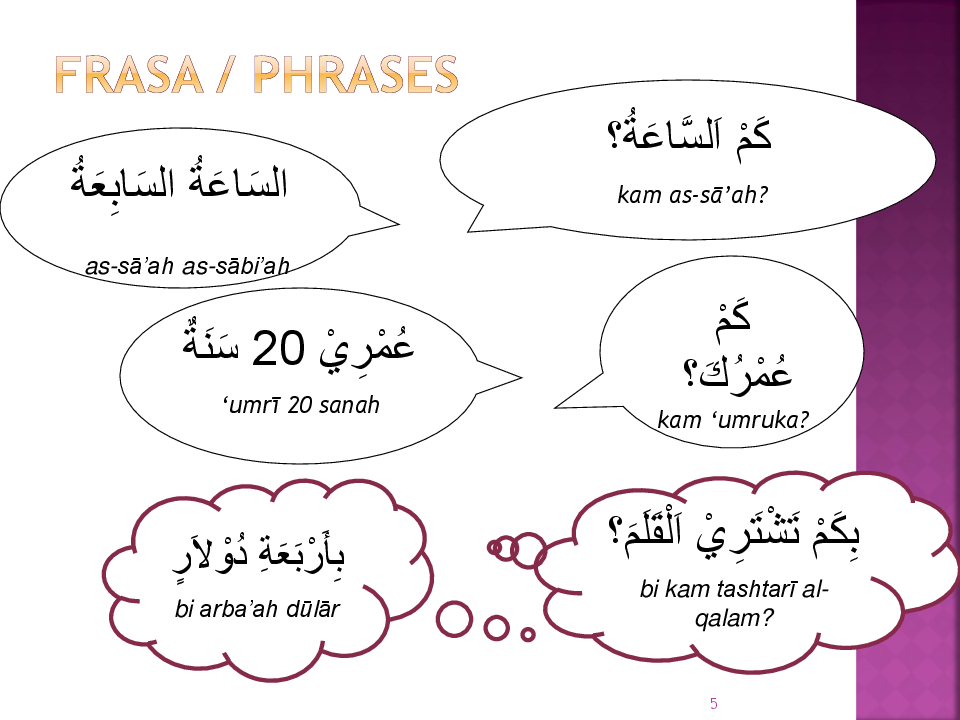 FRASA / PHRASES
كَمْ اَلسَّاعَةُ؟
kam as-sā’ah?
السَاعَةُ السَابِعَةُ
as-sā’ah as-sābi’ah
كَمْ
عُمْرُكَ؟
kam ‘umruka?
عُمْرِيْ 20 سَنَةٌ
‘umrī 20 sanah
بِكَمْ تَشْتَرِيْ اَلْقَلَمَ؟
bi kam tashtarī al-
qalam?
بِأَرْبَعَةِ دُوْلاَرٍ
bi arba’ah dūlār
5